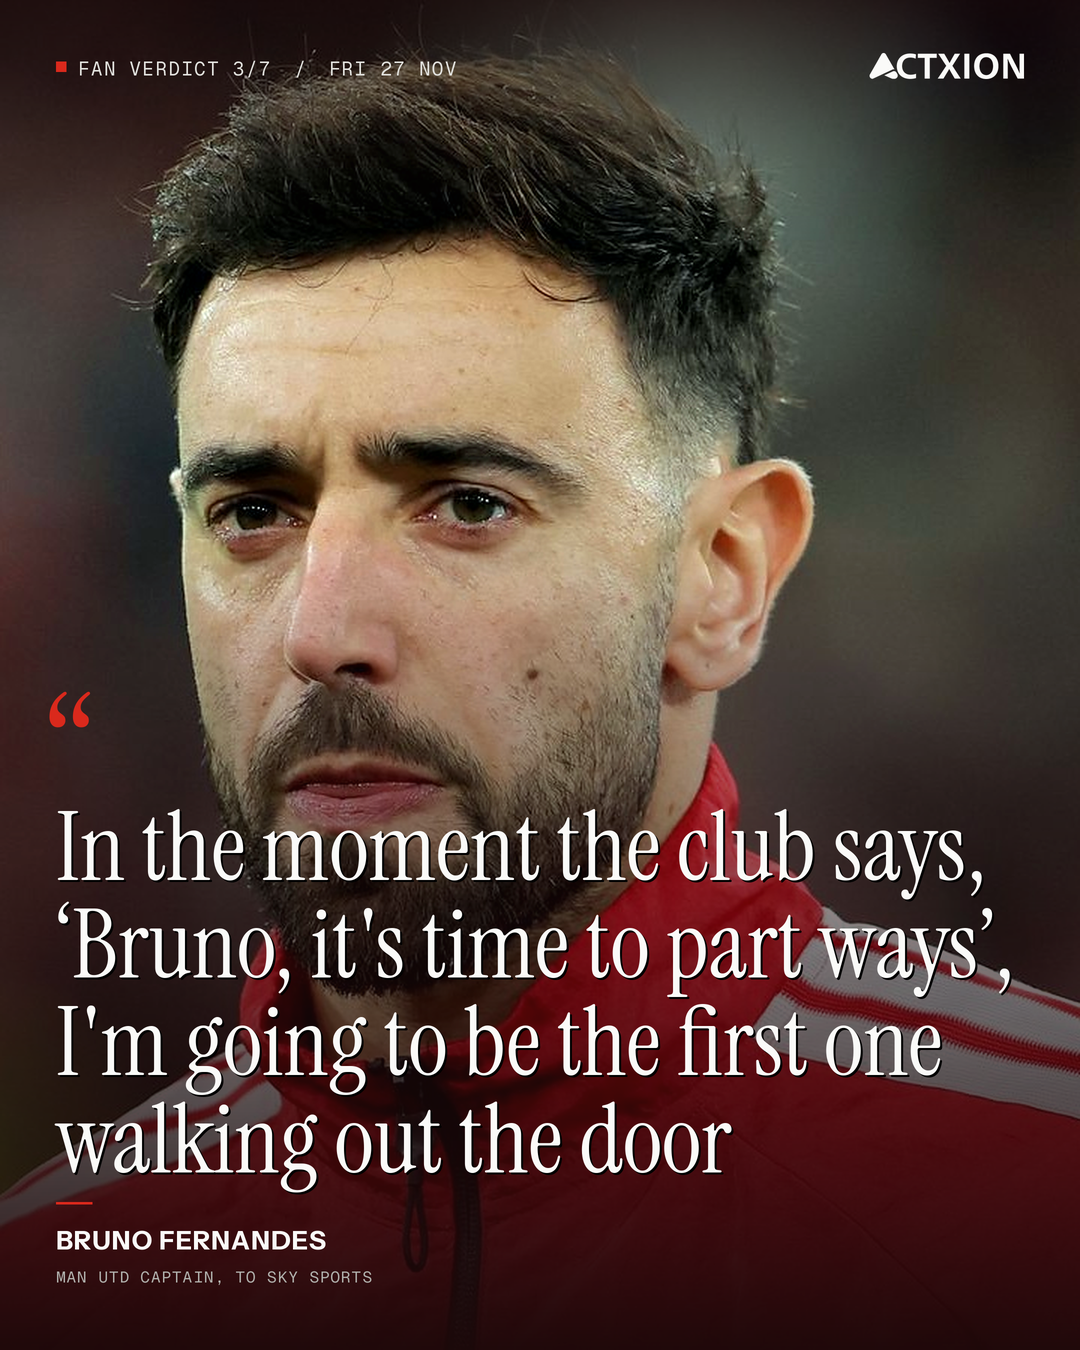 FAN VERDICT 3/7 / FRI 27 NOV
ACTXION
“
In the moment the club says,
‘Bruno, it's time to part ways’,
I'm going to be the first one
walking out the door
BRUNO FERNANDES
MAN UTD CAPTAIN, TO SKY SPORTS